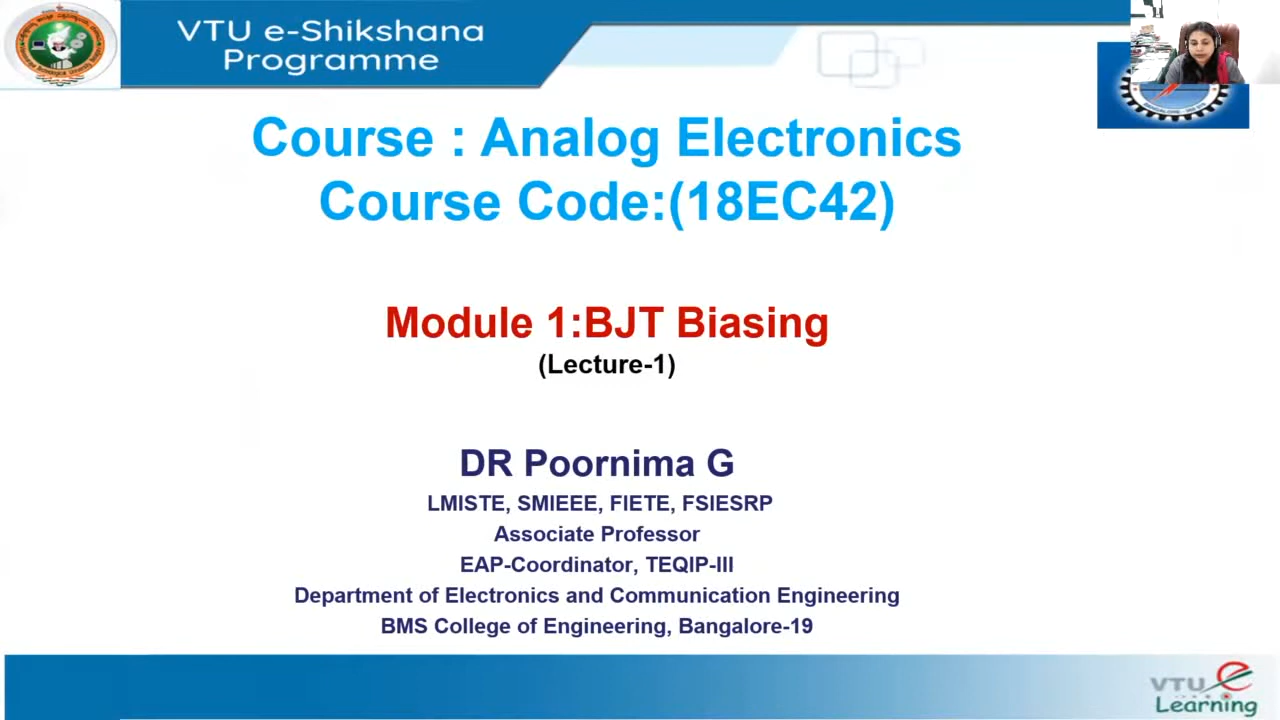 VTU e-Shikshana
Programme
Course : Analog Electronics
Course Code:(18EC42)
Module 1:BJT Biasing
(Lecture-1)
DR Poornima G
LMISTE, SMIEEE, FIETE, FSIESRP
Associate Professor
EAP-Coordinator, TEQIP-III
Department of Electronics and Communication Engineering
BMS College of Engineering, Bangalore-19
VTU e
Learning